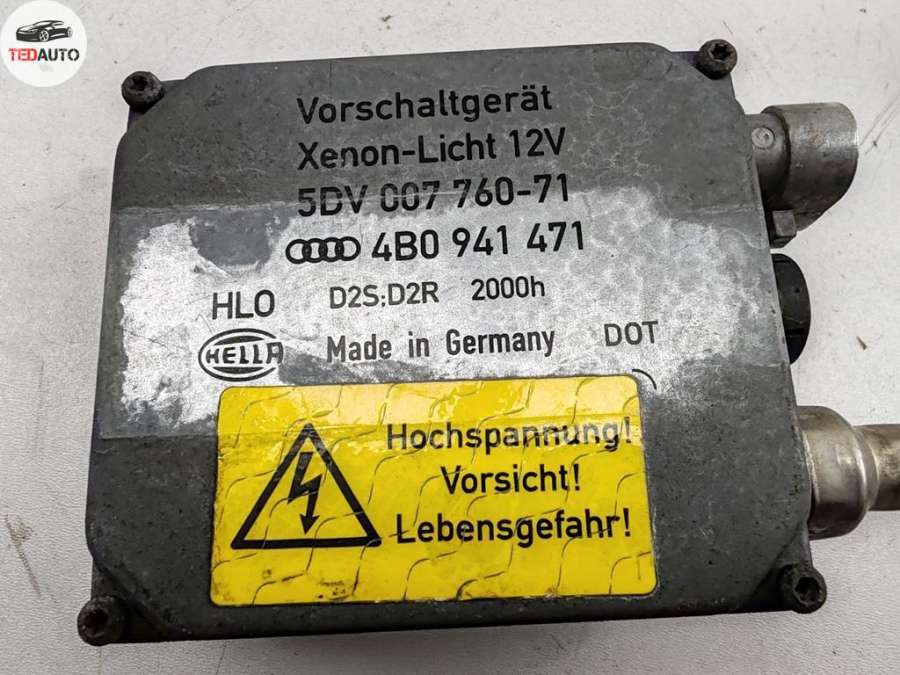 TEDAUTO
Vorschaltgerät
Xenon-Licht 12V
5DV 007 760-71
4B0 941 471
HLO D2S;D2R 2000h
HELLA Made in Germany DOT
Hochspannung!
Vorsicht!
Lebensgefahr!